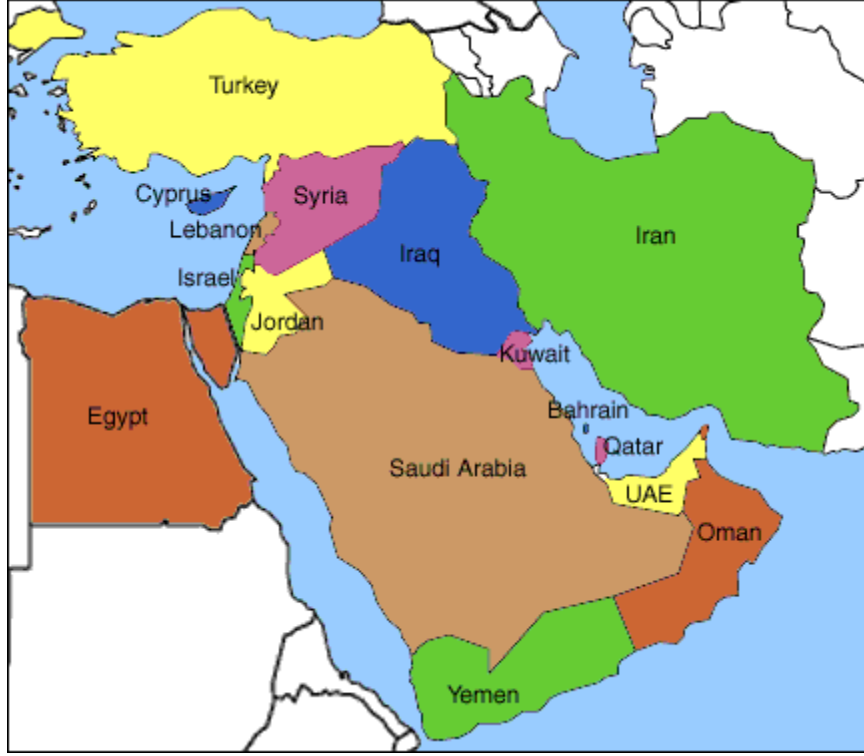 Turkey
Cyprus
Syria
Lebanon
Iran
Iraq
Israel
Jordan
Kuwait
Bahrain
Egypt
Qatar
Saudi Arabia
UAE
Oman
Yemen